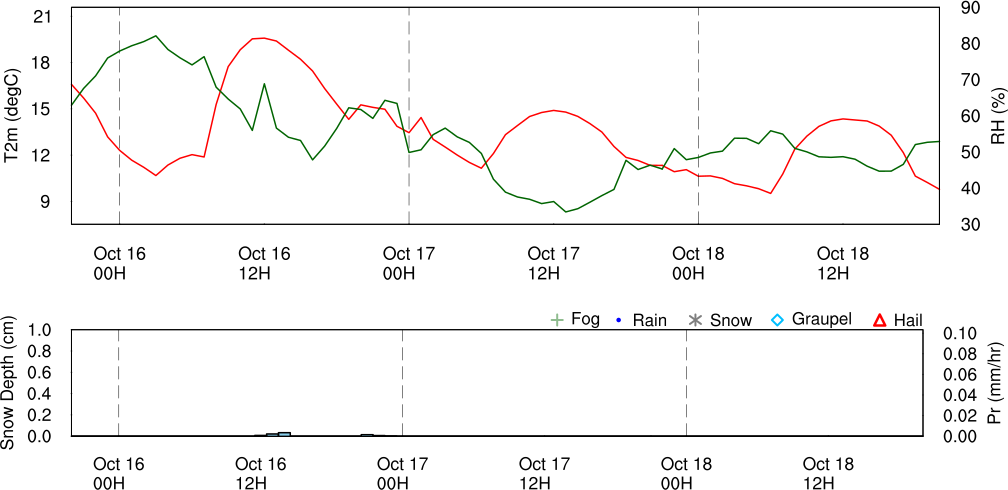 21
18
15
12
9
T2m (degC)
90
80
70
60
50
40
30
RH (%)
Oct 16 Oct 16 Oct 17 Oct 17 Oct 18 Oct 18
00H 12H 00H 12H 00H 12H
Fog Rain Snow Graupel Hail
1.0
0.8
0.6
0.4
0.2
0.0
Snow Depth (cm)
0.10
0.08
0.06
0.04
0.02
0.00
Pr (mm/hr)
Oct 16 Oct 16 Oct 17 Oct 17 Oct 18 Oct 18
00H 12H 00H 12H 00H 12H